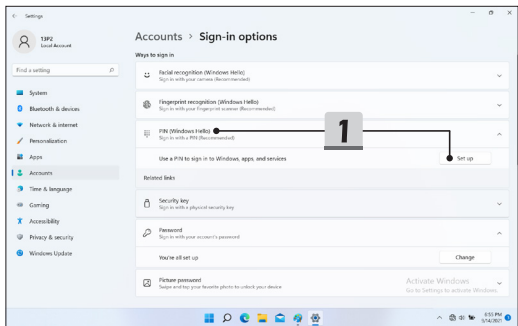 Settings
13P2
Local Account
Find a setting
System
Bluetooth & devices
Network & internet
Personalization
Apps
Accounts
Time & language
Gaming
Accessibility
Privacy & security
Windows Update
Accounts > Sign-in options
Ways to sign in
Facial recognition (Windows Hello)
Sign in with your camera (Recommended)
Fingerprint recognition (Windows Hello)
Sign in with your fingerprint scanner (Recommended)
PIN (Windows Hello)
Sign in with a PIN (Recommended)
1
Use a PIN to sign in to Windows, apps, and services
Set up
Related links
Security key
Sign in with a physical security key
Password
Sign in with your account's password
You're all set up
Change
Picture password
Swipe and tap your favorite photo to unlock your device
Activate Windows
Go to Settings to activate Windows.
6:55 PM
5/14/2021